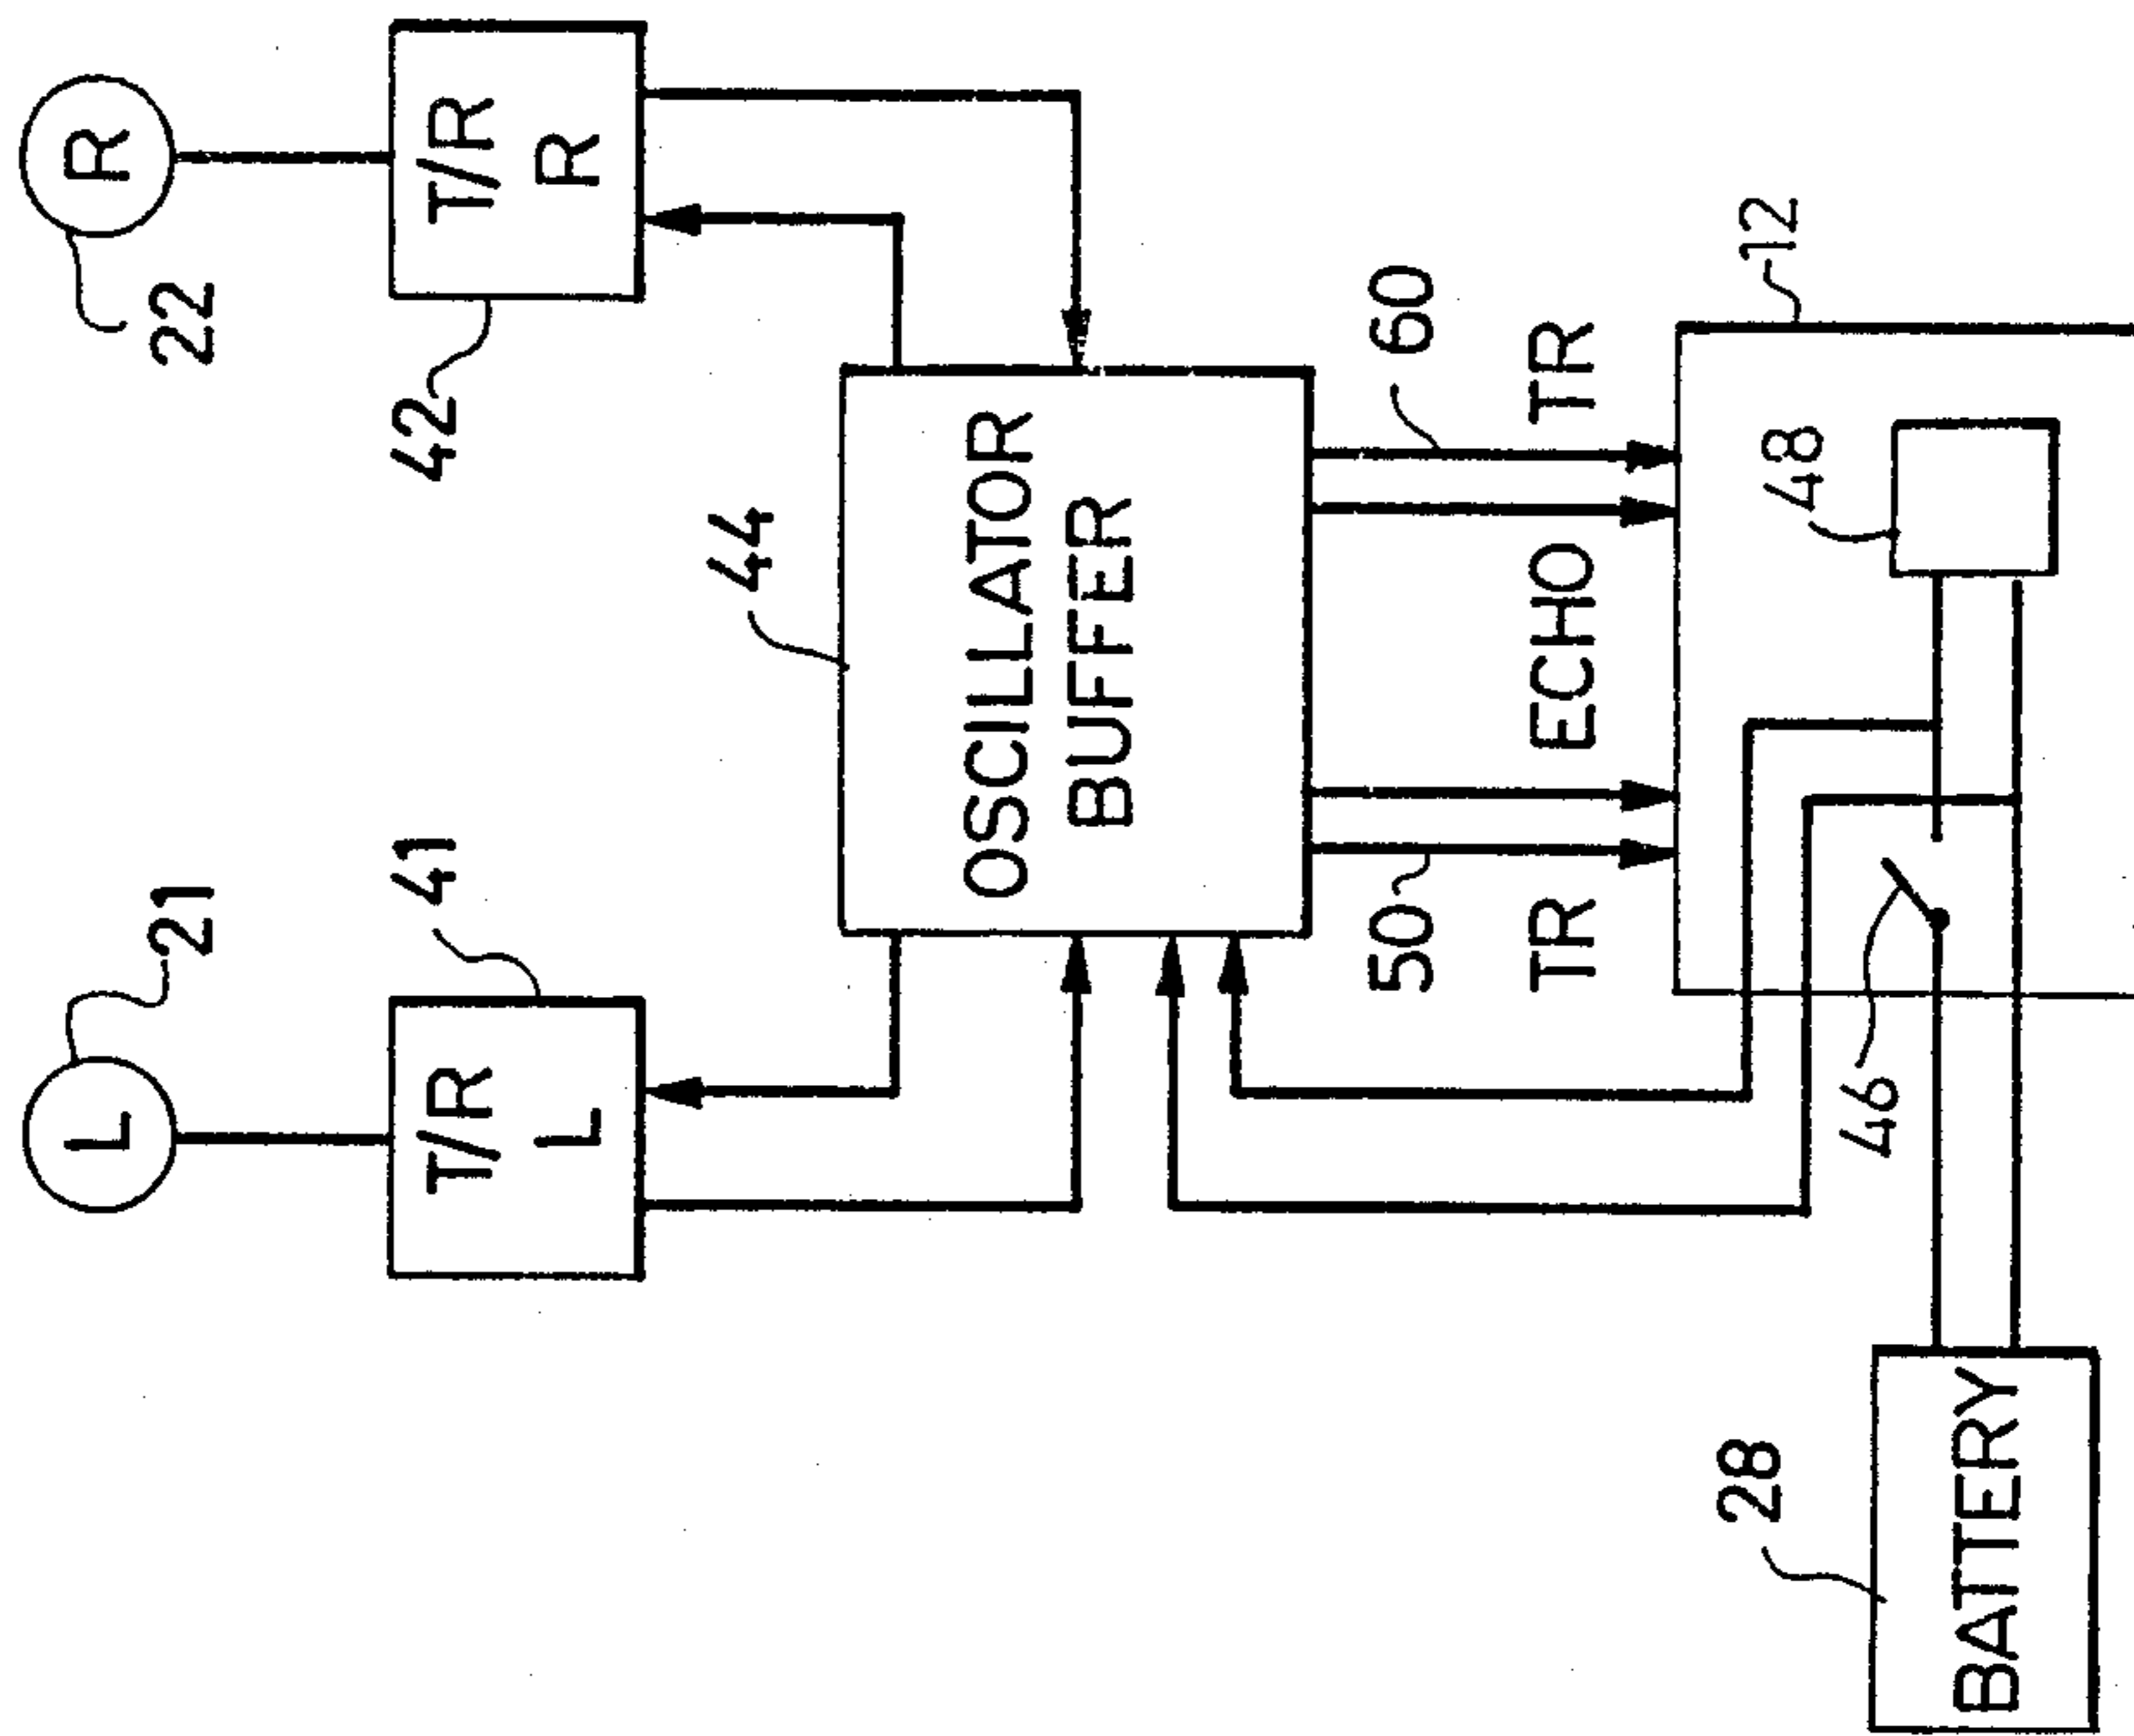 L
21
R
22
T/R
L
41
T/R
R
42
OSCILLATOR
BUFFER
44
50
60
TR
ECHO
TR
12
48
46
28
BATTERY